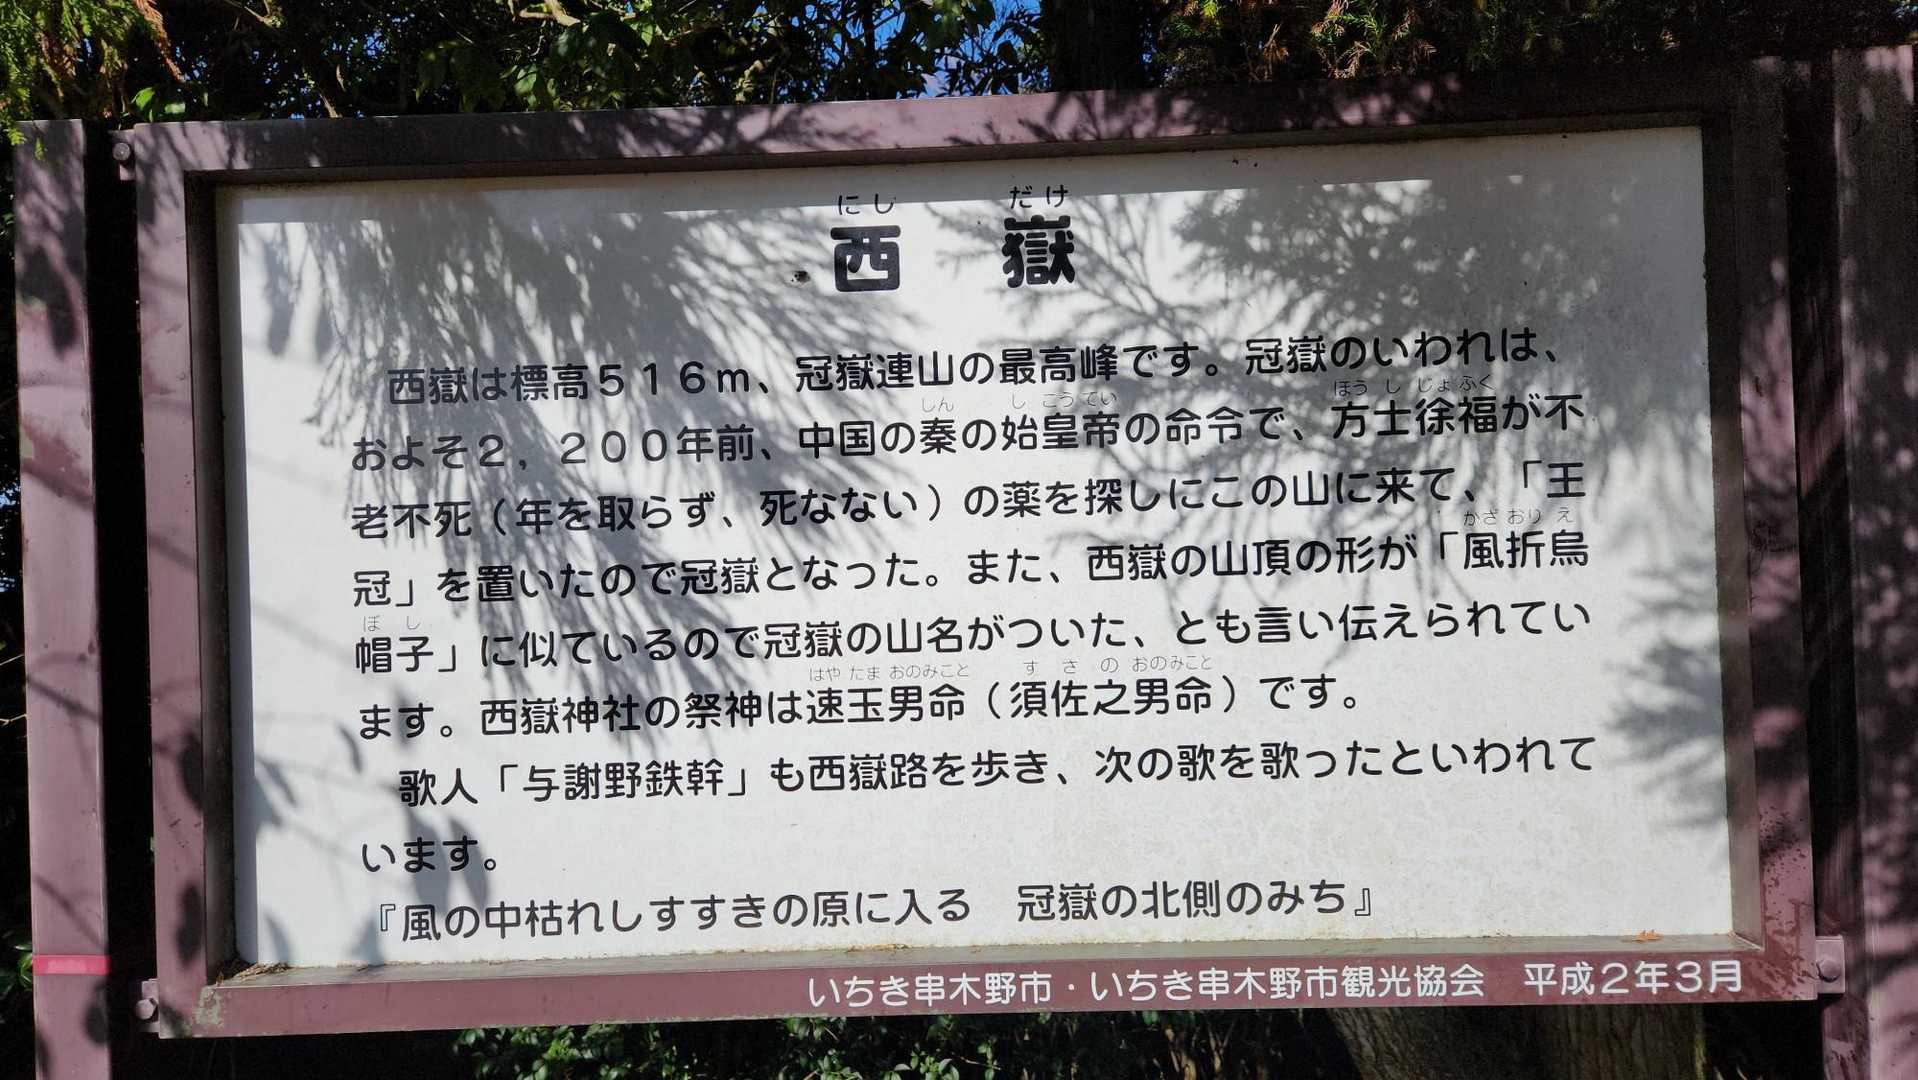 にし だけ
西 嶽
西嶽は標高516m、冠嶽連山の最高峰です。冠嶽のいわれは、
しん し こうてい ほう し じょ ふく
およそ2,200年前、中国の秦の始皇帝の命令で、方士徐福が不
老不死（年を取らず、死なない）の薬を探しにこの山に来て、「王
かざ おり え
冠」を置いたので冠嶽となった。また、西嶽の山頂の形が「風折烏
ぼ し
帽子」に似ているので冠嶽の山名がついた、とも言い伝えられてい
はや たま おのみこと す さ の おのみこと
ます。西嶽神社の祭神は速玉男命（須佐之男命）です。
歌人「与謝野鉄幹」も西嶽路を歩き、次の歌を歌ったといわれて
います。
『風の中枯れしすすきの原に入る 冠嶽の北側のみち』
いちき串木野市・いちき串木野市観光協会 平成2年3月